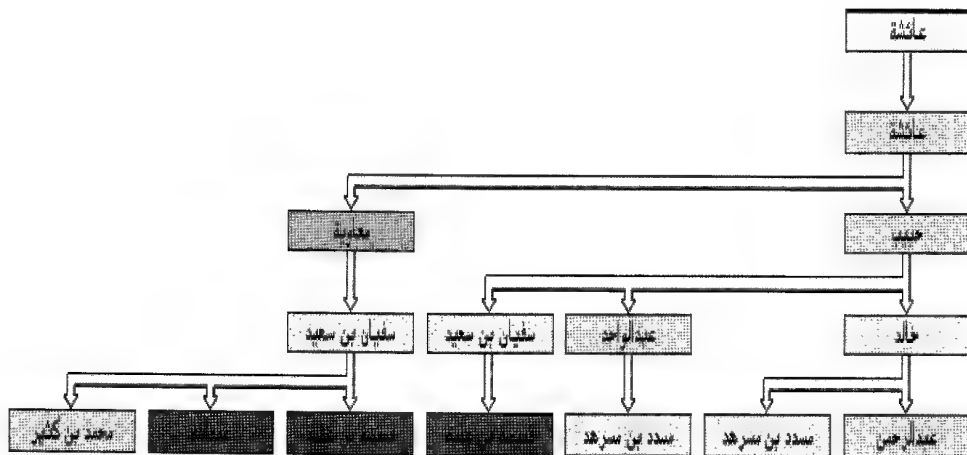 عائشة
عائشة
معاوية
حبيب
سفيان بن سعيد
سفيان بن سعيد
عبدالواحد
خالد
محمد بن كثير
مسدد بن مسرهد
مسدد بن مسرهد
عبدالرحمن